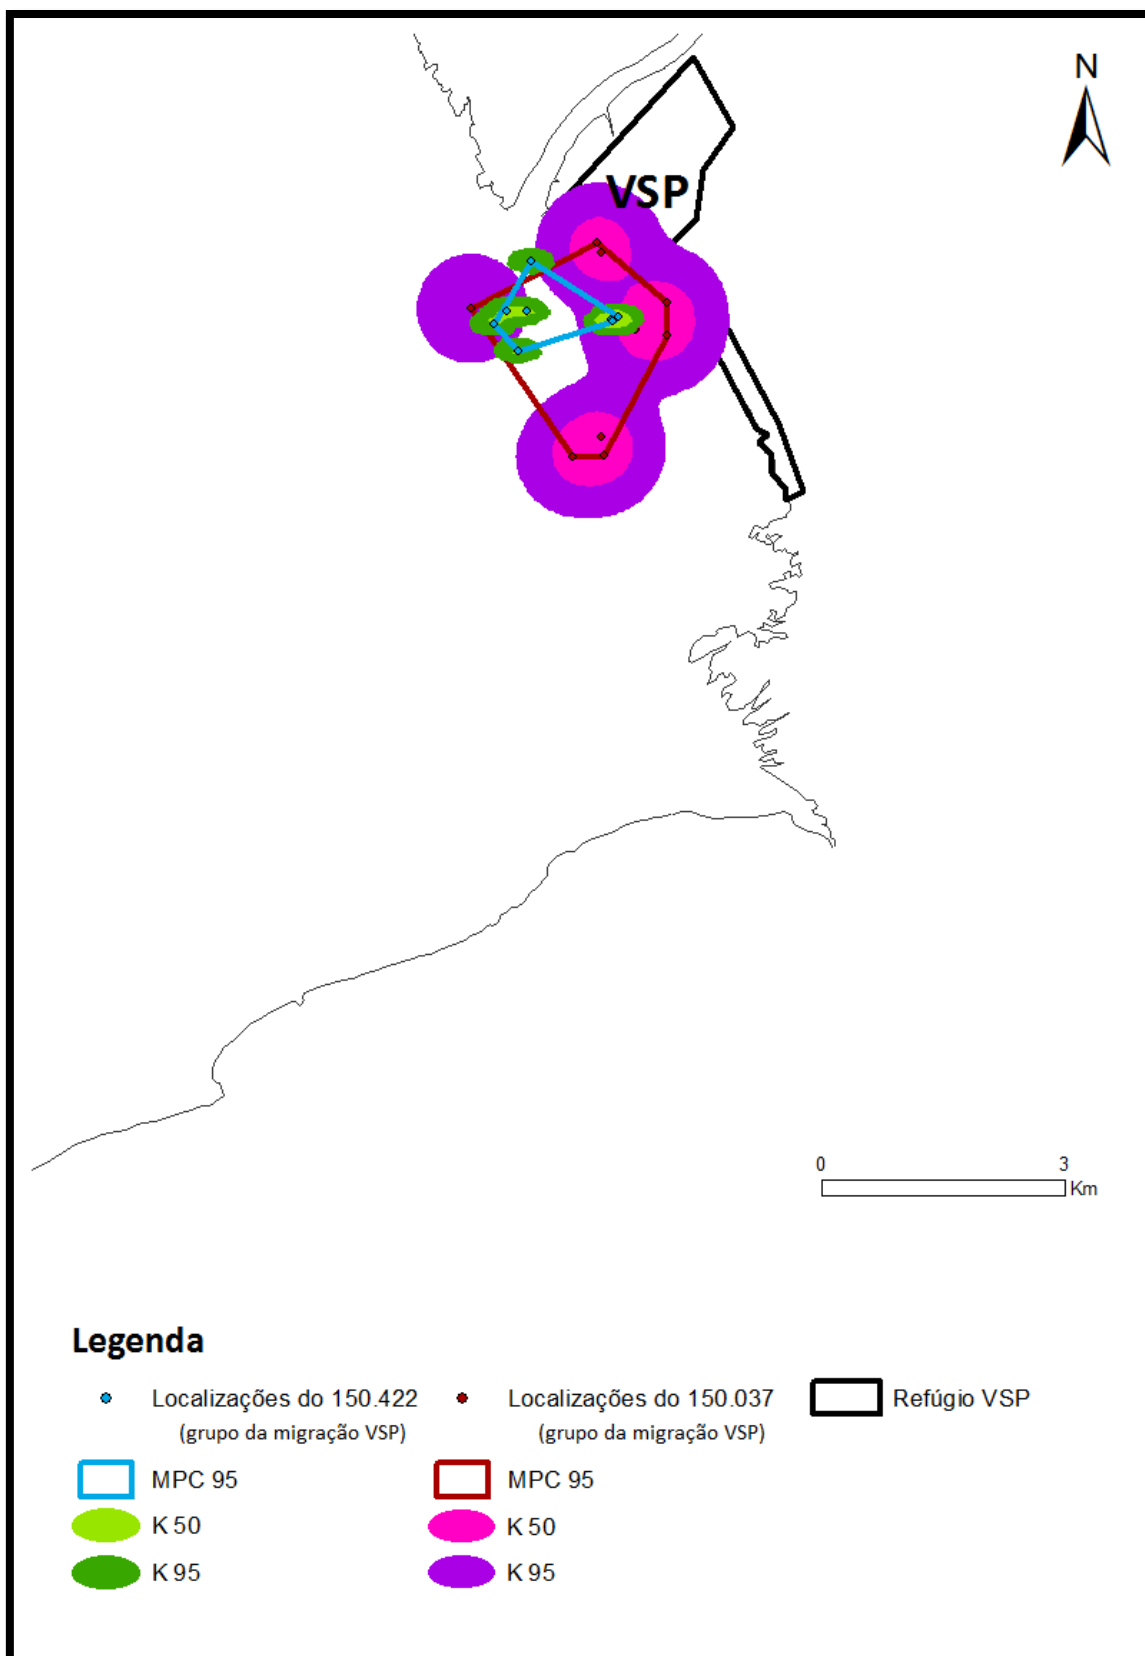 N
VSP
0 3
Km
Legenda
Localizações do 150.422 Localizações do 150.037 Refúgio VSP
(grupo da migração VSP) (grupo da migração VSP)
MPC 95 MPC 95
K 50 K 50
K 95 K 95